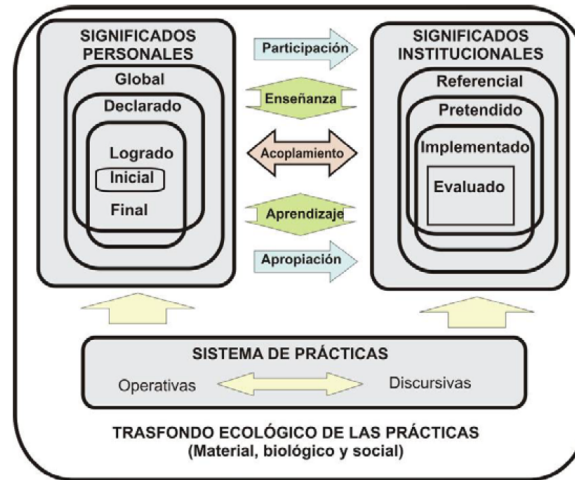 SIGNIFICADOS
PERSONALES
Global
Declarado
Logrado
Inicial
Final
Participación
Enseñanza
Acoplamiento
Aprendizaje
Apropiación
SIGNIFICADOS
INSTITUCIONALES
Referencial
Pretendido
Implementado
Evaluado
SISTEMA DE PRÁCTICAS
Operativas
Discursivas
TRASFONDO ECOLÓGICO DE LAS PRÁCTICAS
(Material, biológico y social)